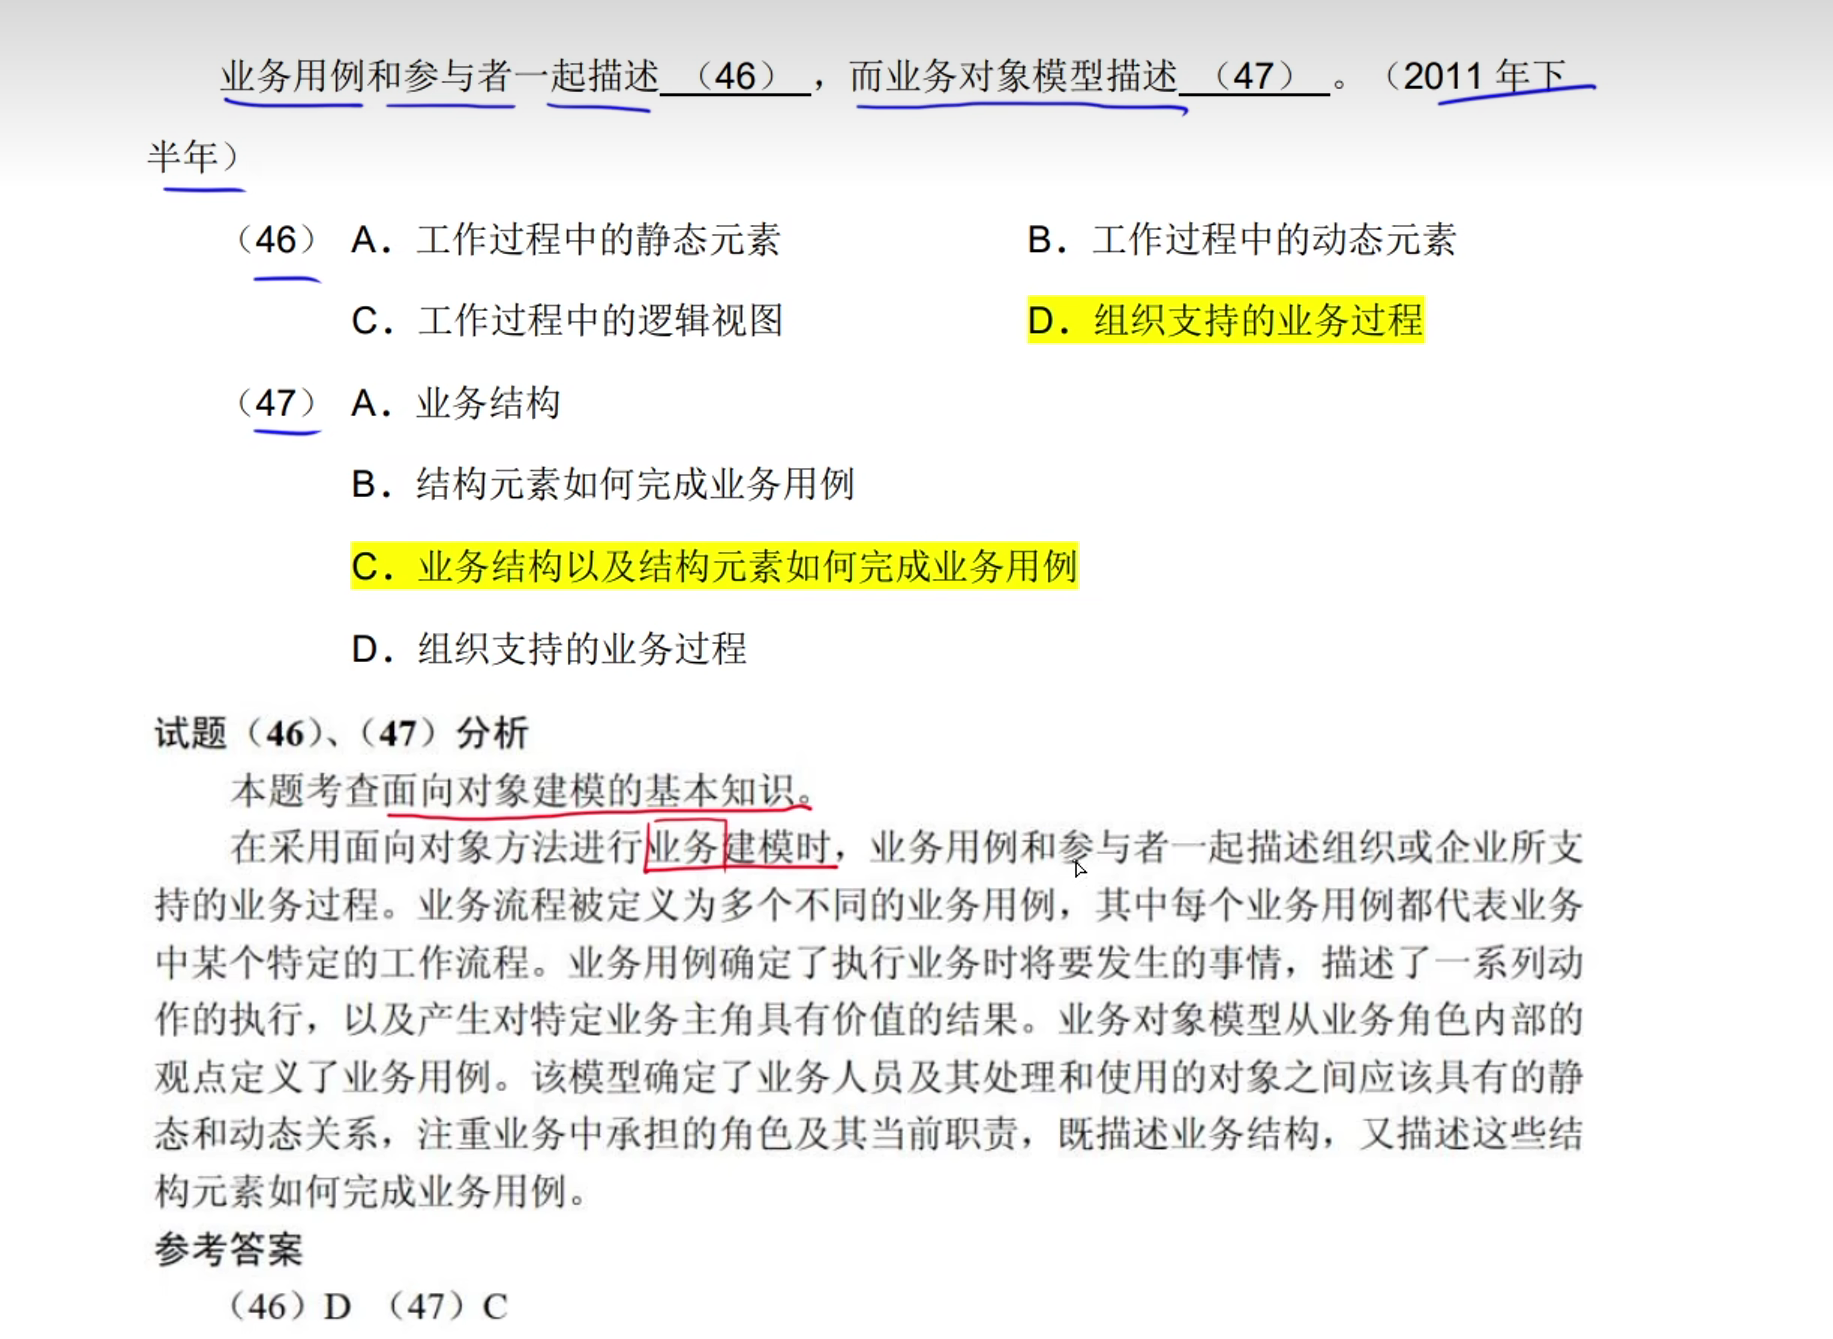 业务用例和参与者一起描述 （46） ，而业务对象模型描述 （47） 。（2011 年下
半年）
（46） A．工作过程中的静态元素 B．工作过程中的动态元素
C．工作过程中的逻辑视图 D．组织支持的业务过程
（47） A．业务结构
B．结构元素如何完成业务用例
C．业务结构以及结构元素如何完成业务用例
D．组织支持的业务过程
试题（46）、（47）分析
本题考查面向对象建模的基本知识。
在采用面向对象方法进行业务建模时，业务用例和参与者一起描述组织或企业所支
持的业务过程。业务流程被定义为多个不同的业务用例，其中每个业务用例都代表业务
中某个特定的工作流程。业务用例确定了执行业务时将要发生的事情，描述了一系列动
作的执行，以及产生对特定业务主角具有价值的结果。业务对象模型从业务角色内部的
观点定义了业务用例。该模型确定了业务人员及其处理和使用的对象之间应该具有的静
态和动态关系，注重业务中承担的角色及其当前职责，既描述业务结构，又描述这些结
构元素如何完成业务用例。
参考答案
（46）D （47）C